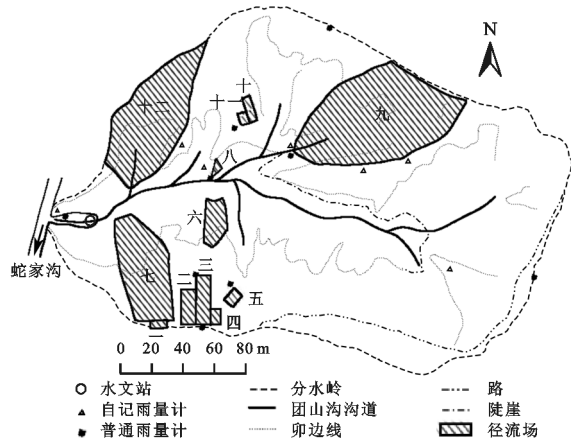 N
十
十二
十一
九
八
六
三
二
七
五
四
一
蛇家沟
0 20 40 60 80 m
水文站 分水岭 路
自记雨量计 团山沟沟道 陡崖
普通雨量计 卯边线 径流场